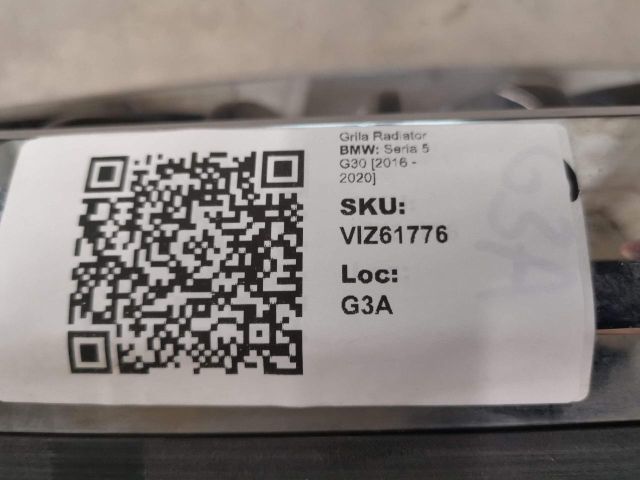 Grila Radiator
BMW: Seria 5
G30 [2016 -
2020]
SKU:
VIZ61776
Loc:
G3A